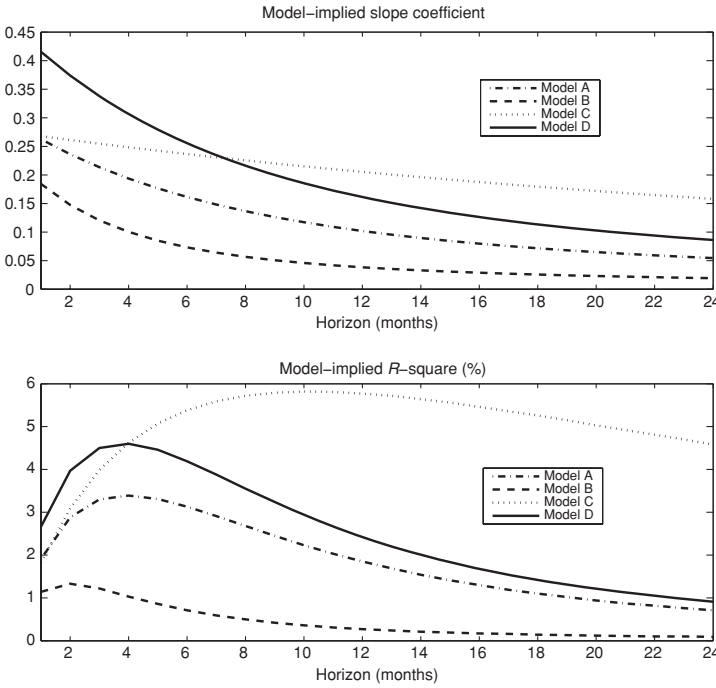 Model–implied slope coefficient
0.45
0.4
0.35
0.3
0.25
0.2
0.15
0.1
0.05
0
Model A
Model B
Model C
Model D
2 4 6 8 10 12 14 16 18 20 22 24
Horizon (months)
Model–implied R–square (%)
6
5
4
3
2
1
0
Model A
Model B
Model C
Model D
2 4 6 8 10 12 14 16 18 20 22 24
Horizon (months)